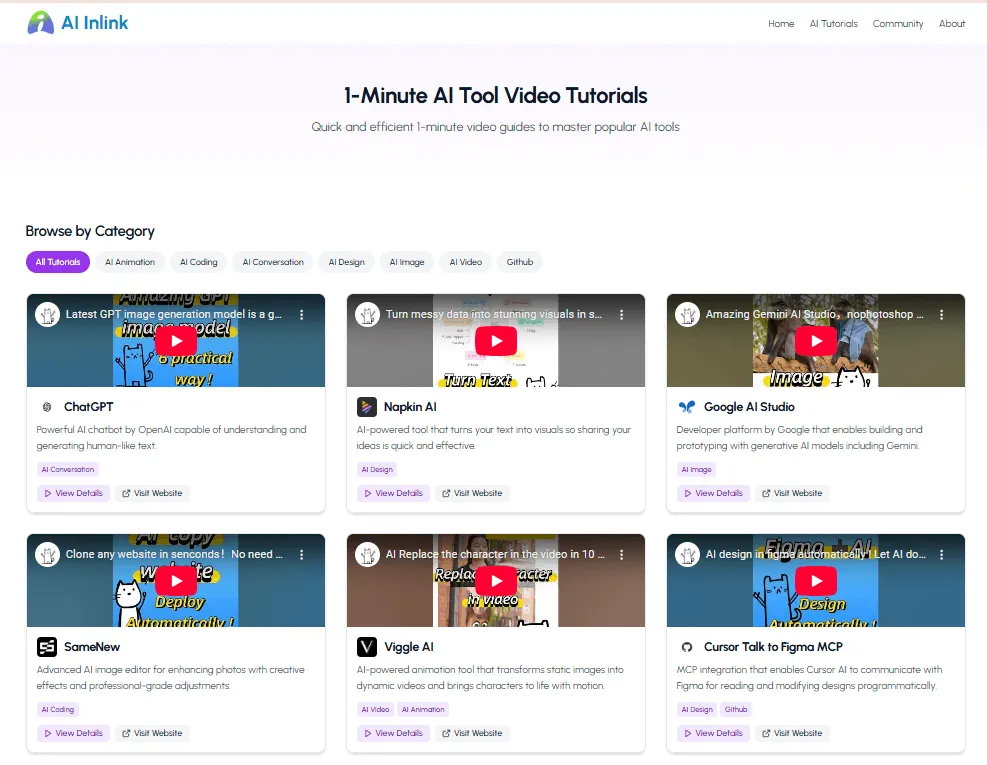 AI Inlink
Home
AI Tutorials
Community
About
1-Minute AI Tool Video Tutorials
Quick and efficient 1-minute video guides to master popular AI tools
Browse by Category
All Tutorials
AI Animation
AI Coding
AI Conversation
AI Design
AI Image
AI Video
Github
Amazing GPT
Latest GPT image generation model is a g...
image model
6 practical
way !
ChatGPT
Powerful AI chatbot by OpenAI capable of understanding and
generating human-like text.
AI Conversation
View Details
Visit Website
Turn messy data into stunning visuals in s...
Turn Text
Napkin AI
AI-powered tool that turns your text into visuals so sharing your
ideas is quick and effective.
AI Design
View Details
Visit Website
Amazing Gemini AI Studio，nophotoshop ...
Image
Google AI Studio
Developer platform by Google that enables building and
prototyping with generative AI models including Gemini.
AI Image
View Details
Visit Website
AI copy
Clone any website in senconds！No need ...
website
Deploy
Automatically !
SameNew
Advanced AI image editor for enhancing photos with creative
effects and professional-grade adjustments.
AI Coding
View Details
Visit Website
AI Replace the character in the video in 10 ...
in video
Viggle AI
AI-powered animation tool that transforms static images into
dynamic videos and brings characters to life with motion.
AI Video
AI Animation
View Details
Visit Website
Figma + AI
AI design in figma automatically！Let AI do...
Design
Automatically !
Cursor Talk to Figma MCP
MCP integration that enables Cursor AI to communicate with
Figma for reading and modifying designs programmatically.
AI Design
Github
View Details
Visit Website